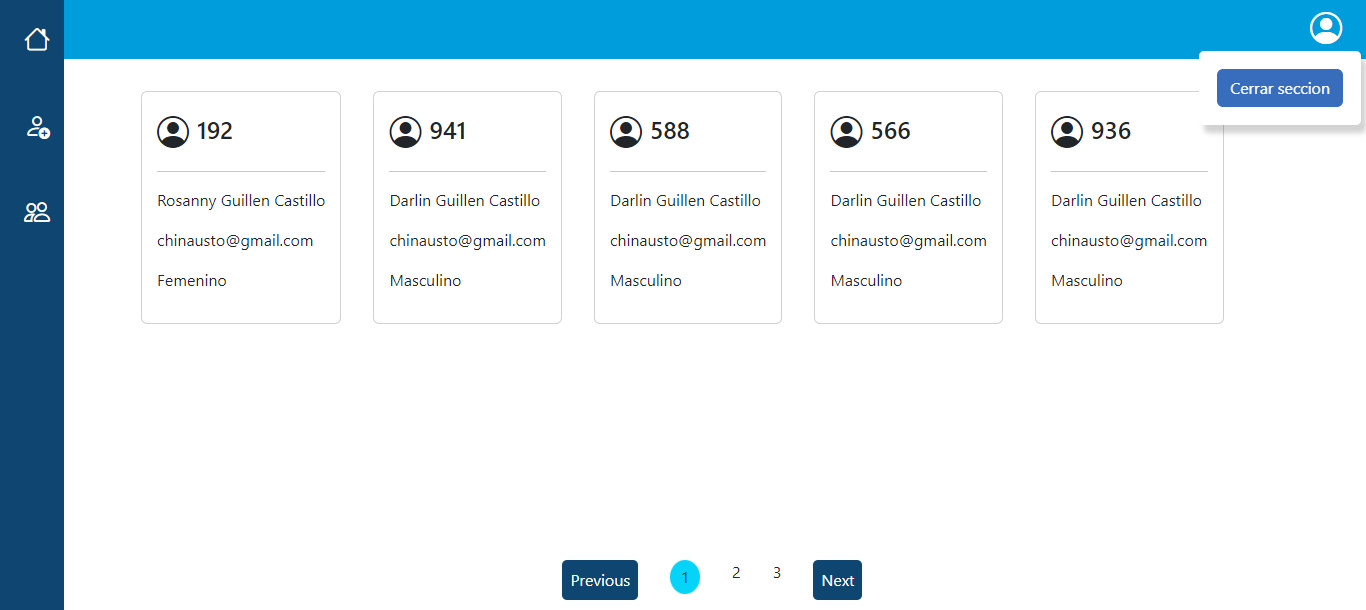 Cerrar seccion
192
Rosanny Guillen Castillo
chinausto@gmail.com
Femenino
941
Darlin Guillen Castillo
chinausto@gmail.com
Masculino
588
Darlin Guillen Castillo
chinausto@gmail.com
Masculino
566
Darlin Guillen Castillo
chinausto@gmail.com
Masculino
936
Darlin Guillen Castillo
chinausto@gmail.com
Masculino
Previous 1 2 3 Next